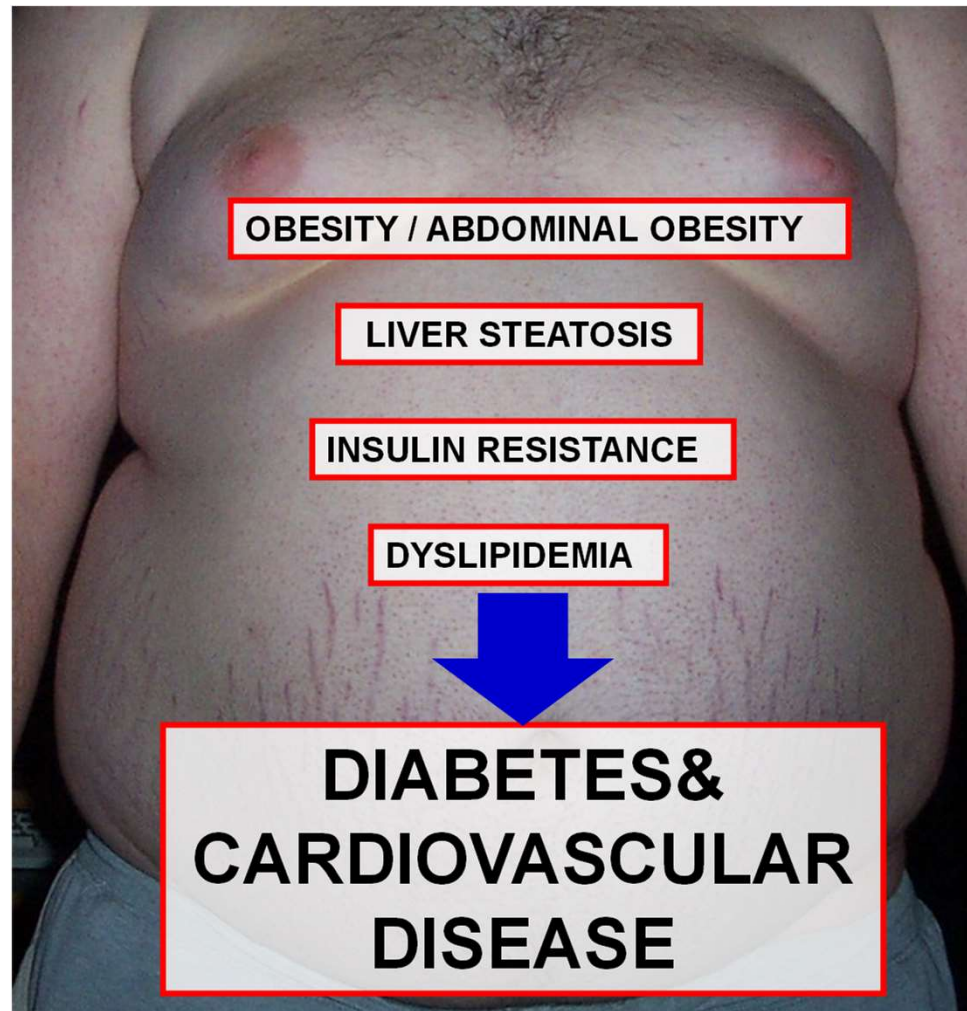 OBESITY / ABDOMINAL OBESITY
LIVER STEATOSIS
INSULIN RESISTANCE
DYSLIPIDEMIA
DIABETES&
CARDIOVASCULAR
DISEASE